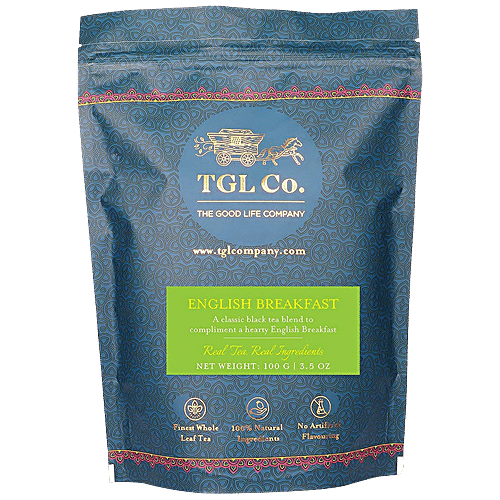 TGL Co.
THE GOOD LIFE COMPANY
www.tglcompany.com
ENGLISH BREAKFAST
A classic black tea blend to
compliment a hearty English Breakfast
Real Tea. Real Ingredients
NET WEIGHT: 100 G | 3.5 OZ
Finest Whole
Leaf Tea
100% Natural
Ingredients
No Artificial
Flavouring